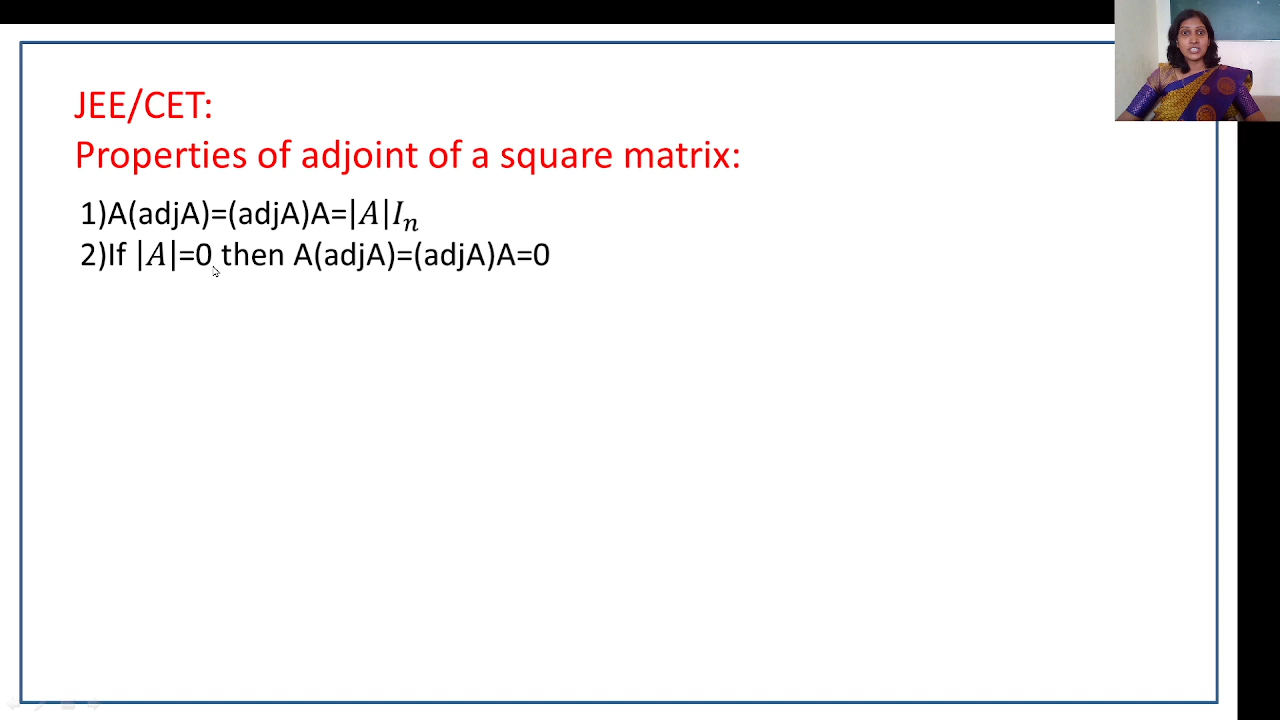 JEE/CET:
Properties of adjoint of a square matrix:
1)A(adjA)=(adjA)A=|𝐴|𝐼ₙ
2)If |𝐴|=0 then A(adjA)=(adjA)A=0